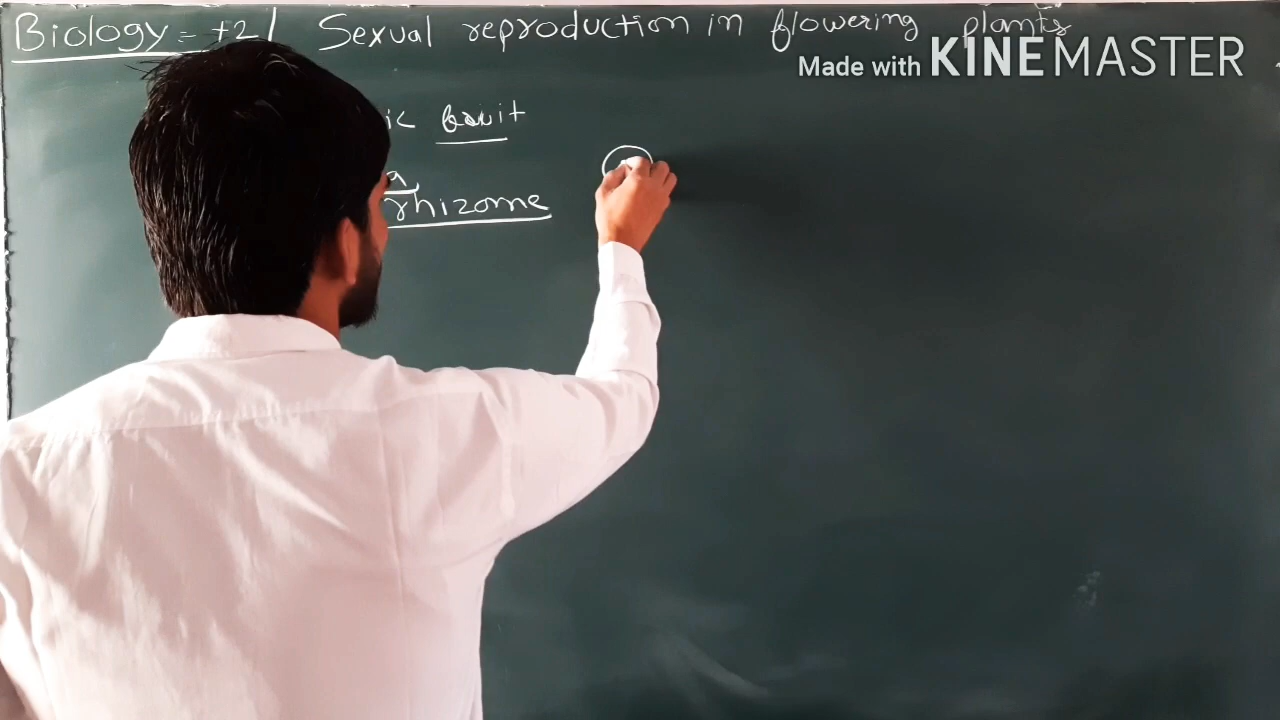 Biology = +2 / Sexual reproduction in flowering plants
Made with KINEMASTER
ic fruit
a
rhizome